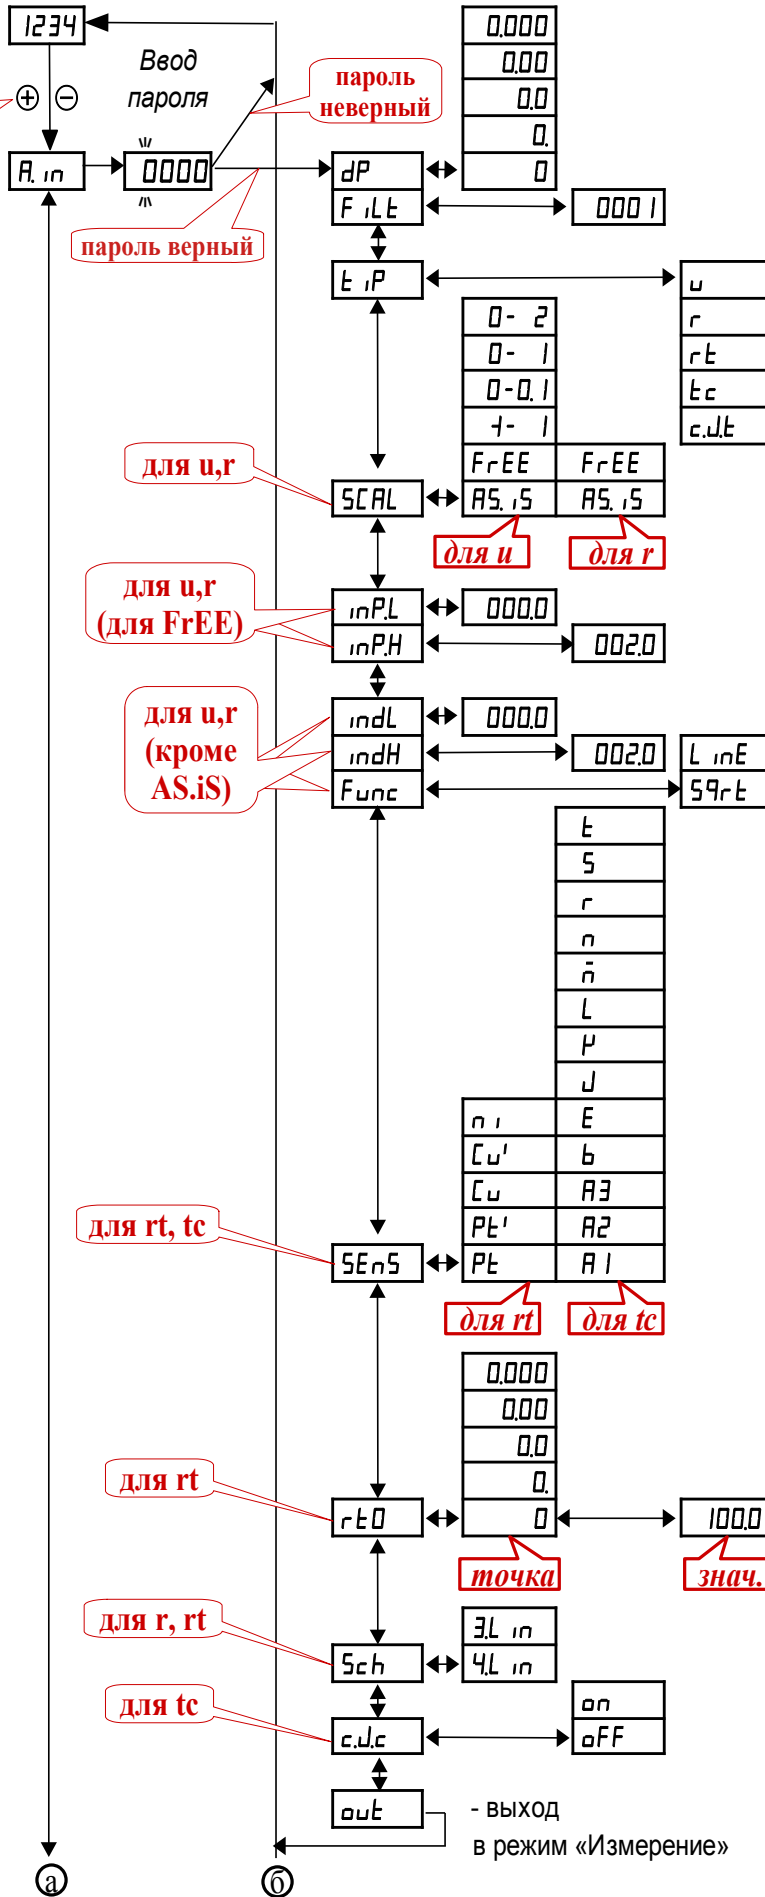 1234
Ввод
пароля
пароль
неверный
0.000
0.00
0.0
0.
0
A. in
0000
dP
FiLt
0001
пароль верный
tiP
u
r
rt
tc
c.J.t
0- 2
0- 1
0-0.1
-1- 1
FrEE FrEE
для u,r
SCAL
AS.iS AS.iS
для u для r
для u,r
(для FrEE)
inP.L
000.0
inP.H
002.0
для u,r
(кроме
AS.iS)
indL
000.0
indH
002.0
LinE
Func
Sqrt
t
S
r
n
n̄
L
J
ni E
Cu' b
Cu A3
Pt' A2
Pt A1
для rt, tc
SEnS
для rt для tc
0.000
0.00
0.0
0.
0
для rt
rt0
100.0
точка
знач.
для r, rt
Sch
3.Lin
4.Lin
для tc
c.J.c
on
oFF
out
- выход
в режим «Измерение»
а
б